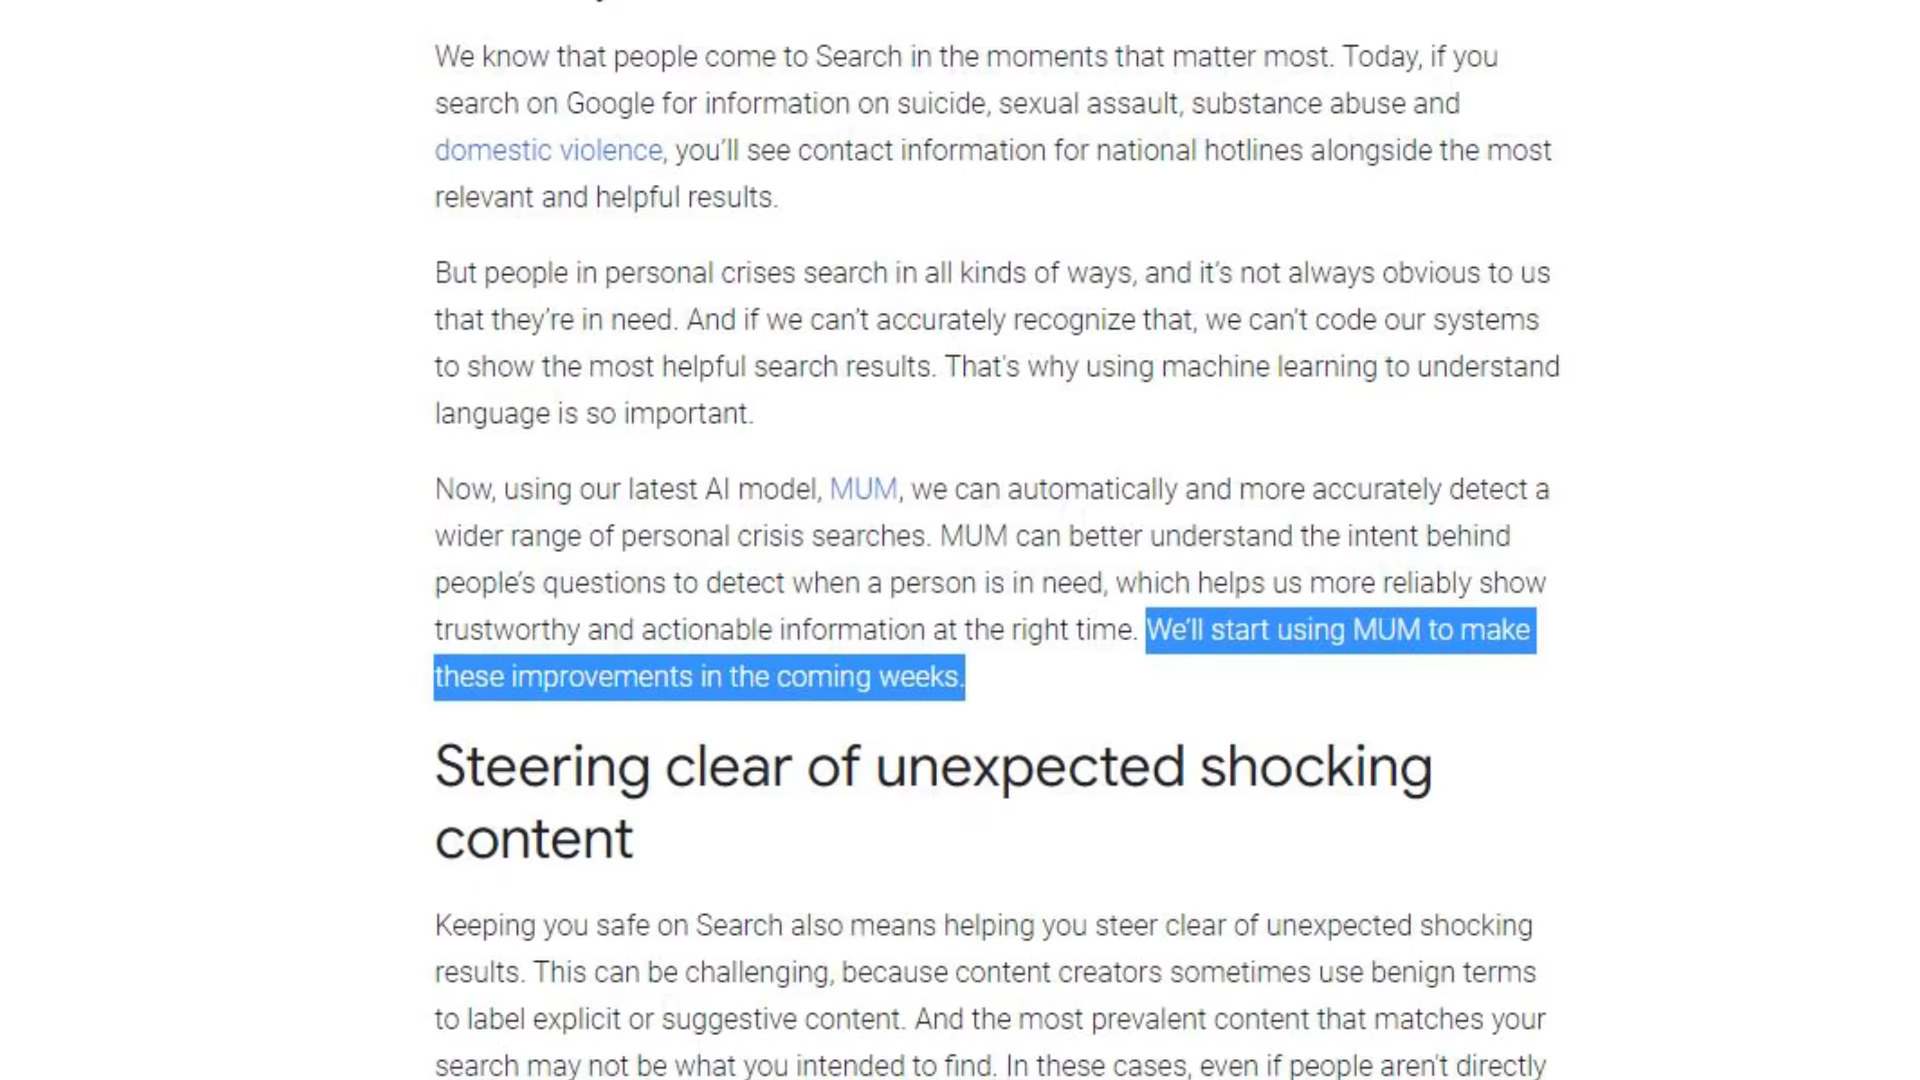 We know that people come to Search in the moments that matter most. Today, if you
search on Google for information on suicide, sexual assault, substance abuse and
domestic violence, you’ll see contact information for national hotlines alongside the most
relevant and helpful results.
But people in personal crises search in all kinds of ways, and it’s not always obvious to us
that they’re in need. And if we can’t accurately recognize that, we can’t code our systems
to show the most helpful search results. That's why using machine learning to understand
language is so important.
Now, using our latest AI model, MUM, we can automatically and more accurately detect a
wider range of personal crisis searches. MUM can better understand the intent behind
people’s questions to detect when a person is in need, which helps us more reliably show
trustworthy and actionable information at the right time. We’ll start using MUM to make
these improvements in the coming weeks.
Steering clear of unexpected shocking
content
Keeping you safe on Search also means helping you steer clear of unexpected shocking
results. This can be challenging, because content creators sometimes use benign terms
to label explicit or suggestive content. And the most prevalent content that matches your
search may not be what you intended to find. In these cases, even if people aren’t directly